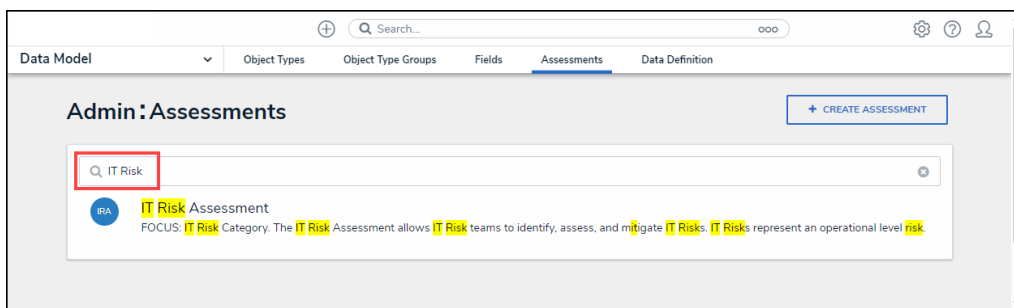 Search...
ooo
Data Model
Object Types
Object Type Groups
Fields
Assessments
Data Definition
Admin:Assessments
+ CREATE ASSESSMENT
IT Risk
IRA
IT Risk Assessment
FOCUS: IT Risk Category. The IT Risk Assessment allows IT Risk teams to identify, assess, and mitigate IT Risks. IT Risks represent an operational level risk.